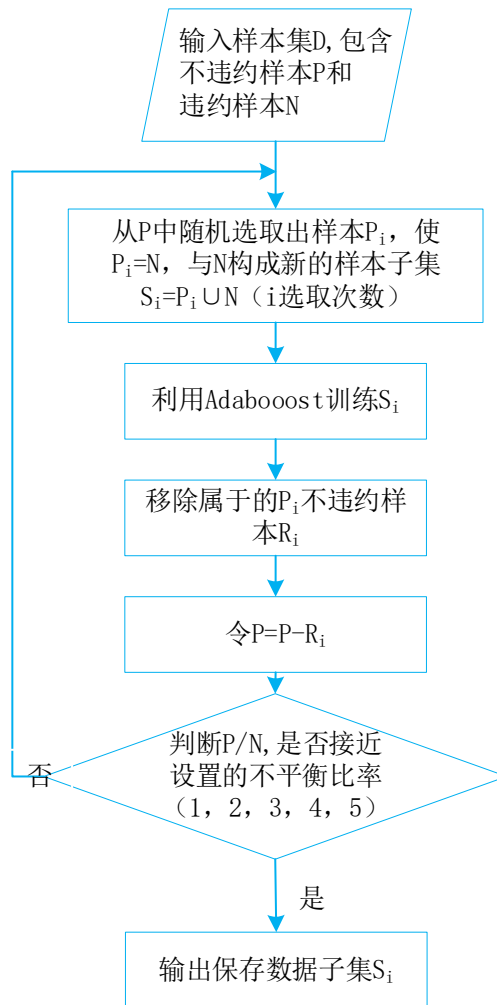 输入样本集D,包含
不违约样本P和
违约样本N
从P中随机选取出样本Pᵢ，使
Pᵢ=N，与N构成新的样本子集
Sᵢ=Pᵢ∪N（i选取次数）
利用Adabooost训练Sᵢ
移除属于的Pᵢ不违约样
本Rᵢ
令P=P-Rᵢ
判断P/N,是否接近
设置的不平衡比率
（1，2，3，4，5）
否
是
输出保存数据子集Sᵢ